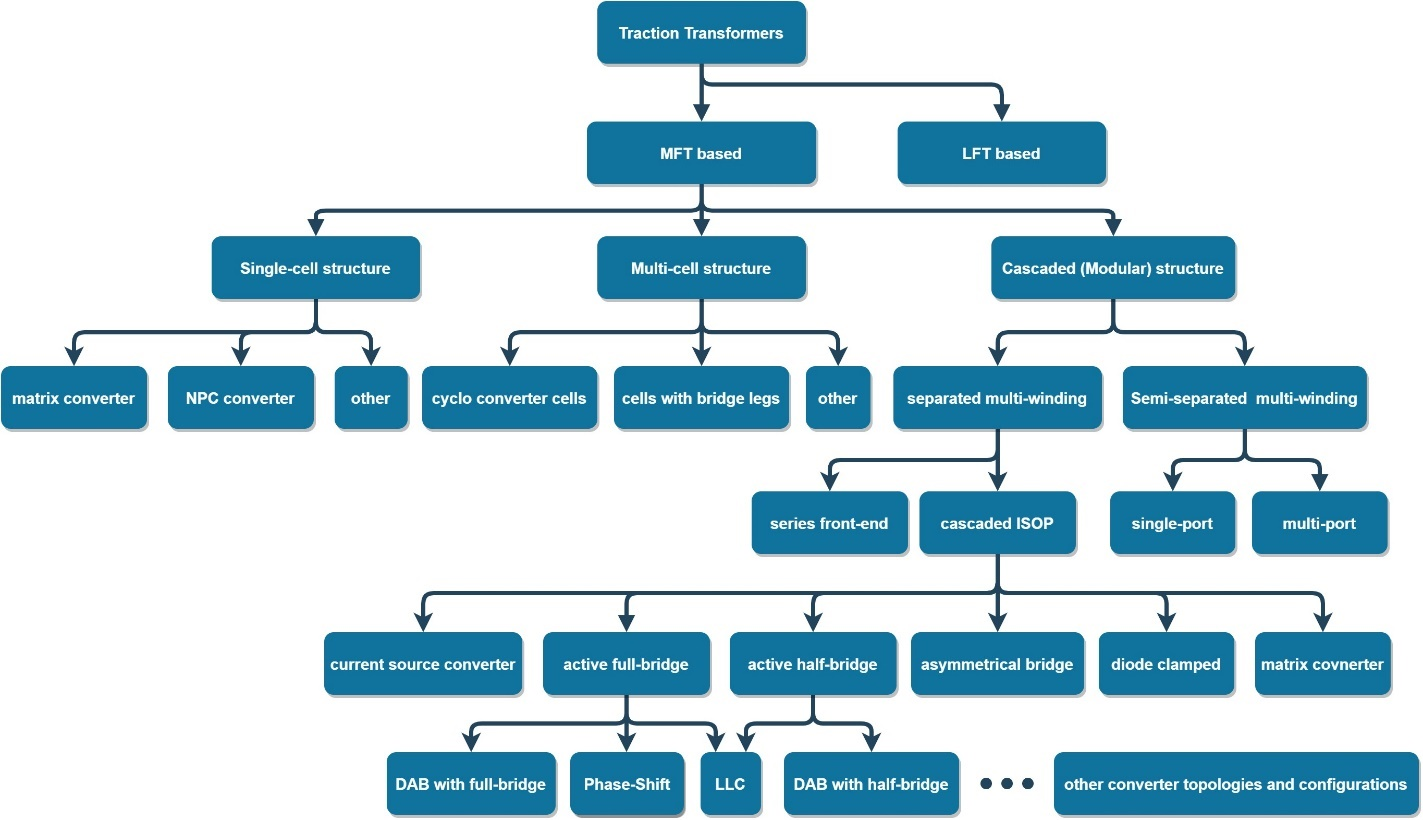 Traction Transformers
MFT based
LFT based
Single-cell structure
Multi-cell structure
Cascaded (Modular) structure
matrix converter
NPC converter
other
cyclo converter cells
cells with bridge legs
other
separated multi-winding
Semi-separated multi-winding
series front-end
cascaded ISOP
single-port
multi-port
current source converter
active full-bridge
active half-bridge
asymmetrical bridge
diode clamped
matrix covnerter
DAB with full-bridge
Phase-Shift
LLC
DAB with half-bridge
other converter topologies and configurations